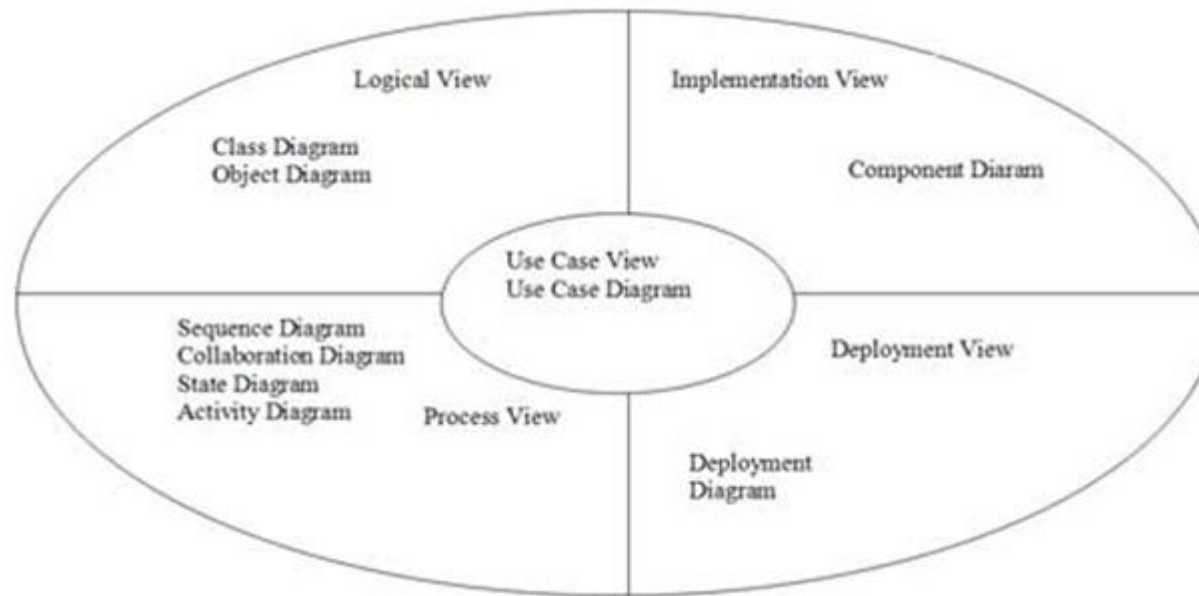 Logical View
Class Diagram
Object Diagram
Implementation View
Component Diaram
Use Case View
Use Case Diagram
Sequence Diagram
Collaboration Diagram
State Diagram
Activity Diagram
Process View
Deployment View
Deployment
Diagram